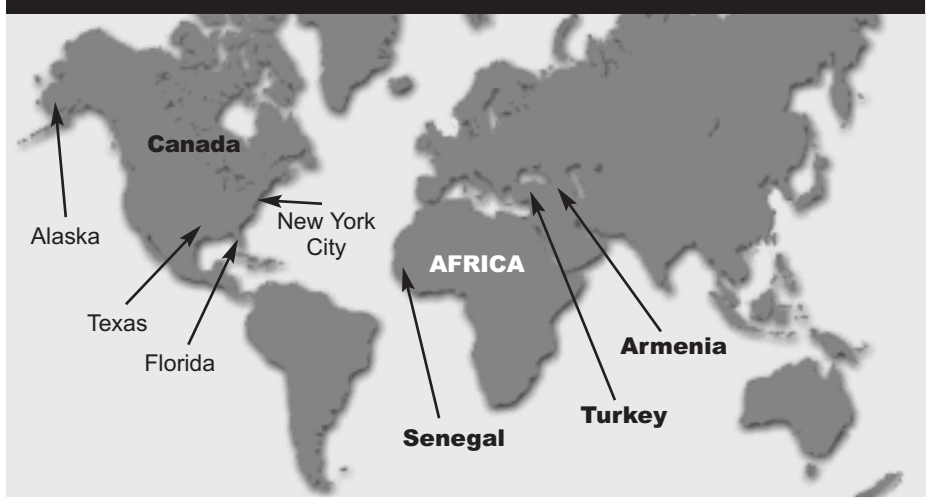 Canada
Alaska
New York
City
AFRICA
Texas
Florida
Armenia
Turkey
Senegal